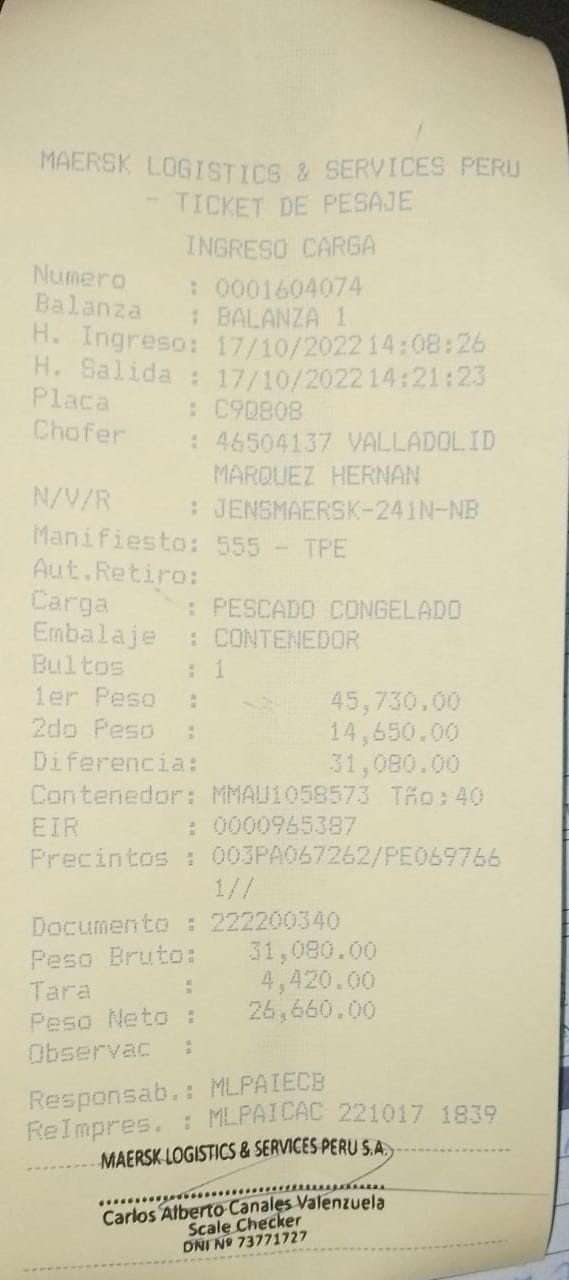 MAERSK LOGISTICS & SERVICES PERU
- TICKET DE PESAJE
INGRESO CARGA
Numero : 0001604074
Balanza : BALANZA 1
H. Ingreso: 17/10/2022 14:08:26
H. Salida : 17/10/2022 14:21:23
Placa : C9Q808
Chofer : 46504137 VALLADOLID
MARQUEZ HERNAN
N/V/R : JENSMAERSK-241N-NB
Manifiesto: 555 - TPE
Aut.Retiro:
Carga : PESCADO CONGELADO
Embalaje : CONTENEDOR
Bultos : 1
1er Peso : 45,730.00
2do Peso : 14,650.00
Diferencia: 31,080.00
Contenedor: MMAU1058573 Tño:40
EIR : 0000965387
Precintos : 003PA067262/PE069766
1//
Documento : 222200340
Peso Bruto: 31,080.00
Tara : 4,420.00
Peso Neto : 26,660.00
Observac :
Responsab.: MLPAIECB
ReImpres. : MLPAICAC 221017 1839
MAERSK LOGISTICS & SERVICES PERU S.A.
Carlos Alberto Canales Valenzuela
Scale Checker
DNI Nº 73771727